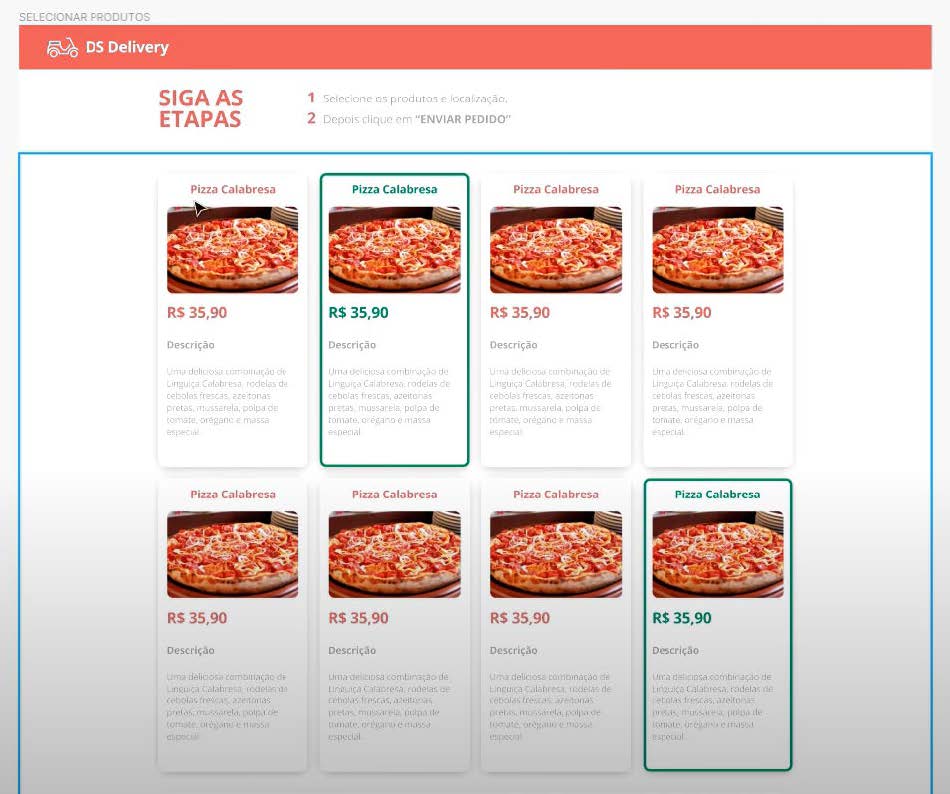 SELECIONAR PRODUTOS
DS Delivery
SIGA AS
ETAPAS
1 Selecione os produtos e localização.
2 Depois clique em “ENVIAR PEDIDO”
Pizza Calabresa
R$ 35,90
Descrição
Uma deliciosa combinação de
Linguiça Calabresa, rodelas de
cebolas frescas, azeitonas
pretas, mussarela, polpa de
tomate, orégano e massa
especial.
Pizza Calabresa
R$ 35,90
Descrição
Uma deliciosa combinação de
Linguiça Calabresa, rodelas de
cebolas frescas, azeitonas
pretas, mussarela, polpa de
tomate, orégano e massa
especial.
Pizza Calabresa
R$ 35,90
Descrição
Uma deliciosa combinação de
Linguiça Calabresa, rodelas de
cebolas frescas, azeitonas
pretas, mussarela, polpa de
tomate, orégano e massa
especial.
Pizza Calabresa
R$ 35,90
Descrição
Uma deliciosa combinação de
Linguiça Calabresa, rodelas de
cebolas frescas, azeitonas
pretas, mussarela, polpa de
tomate, orégano e massa
especial.
Pizza Calabresa
R$ 35,90
Descrição
Uma deliciosa combinação de
Linguiça Calabresa, rodelas de
cebolas frescas, azeitonas
pretas, mussarela, polpa de
tomate, orégano e massa
especial.
Pizza Calabresa
R$ 35,90
Descrição
Uma deliciosa combinação de
Linguiça Calabresa, rodelas de
cebolas frescas, azeitonas
pretas, mussarela, polpa de
tomate, orégano e massa
especial.
Pizza Calabresa
R$ 35,90
Descrição
Uma deliciosa combinação de
Linguiça Calabresa, rodelas de
cebolas frescas, azeitonas
pretas, mussarela, polpa de
tomate, orégano e massa
especial.
Pizza Calabresa
R$ 35,90
Descrição
Uma deliciosa combinação de
Linguiça Calabresa, rodelas de
cebolas frescas, azeitonas
pretas, mussarela, polpa de
tomate, orégano e massa
especial.